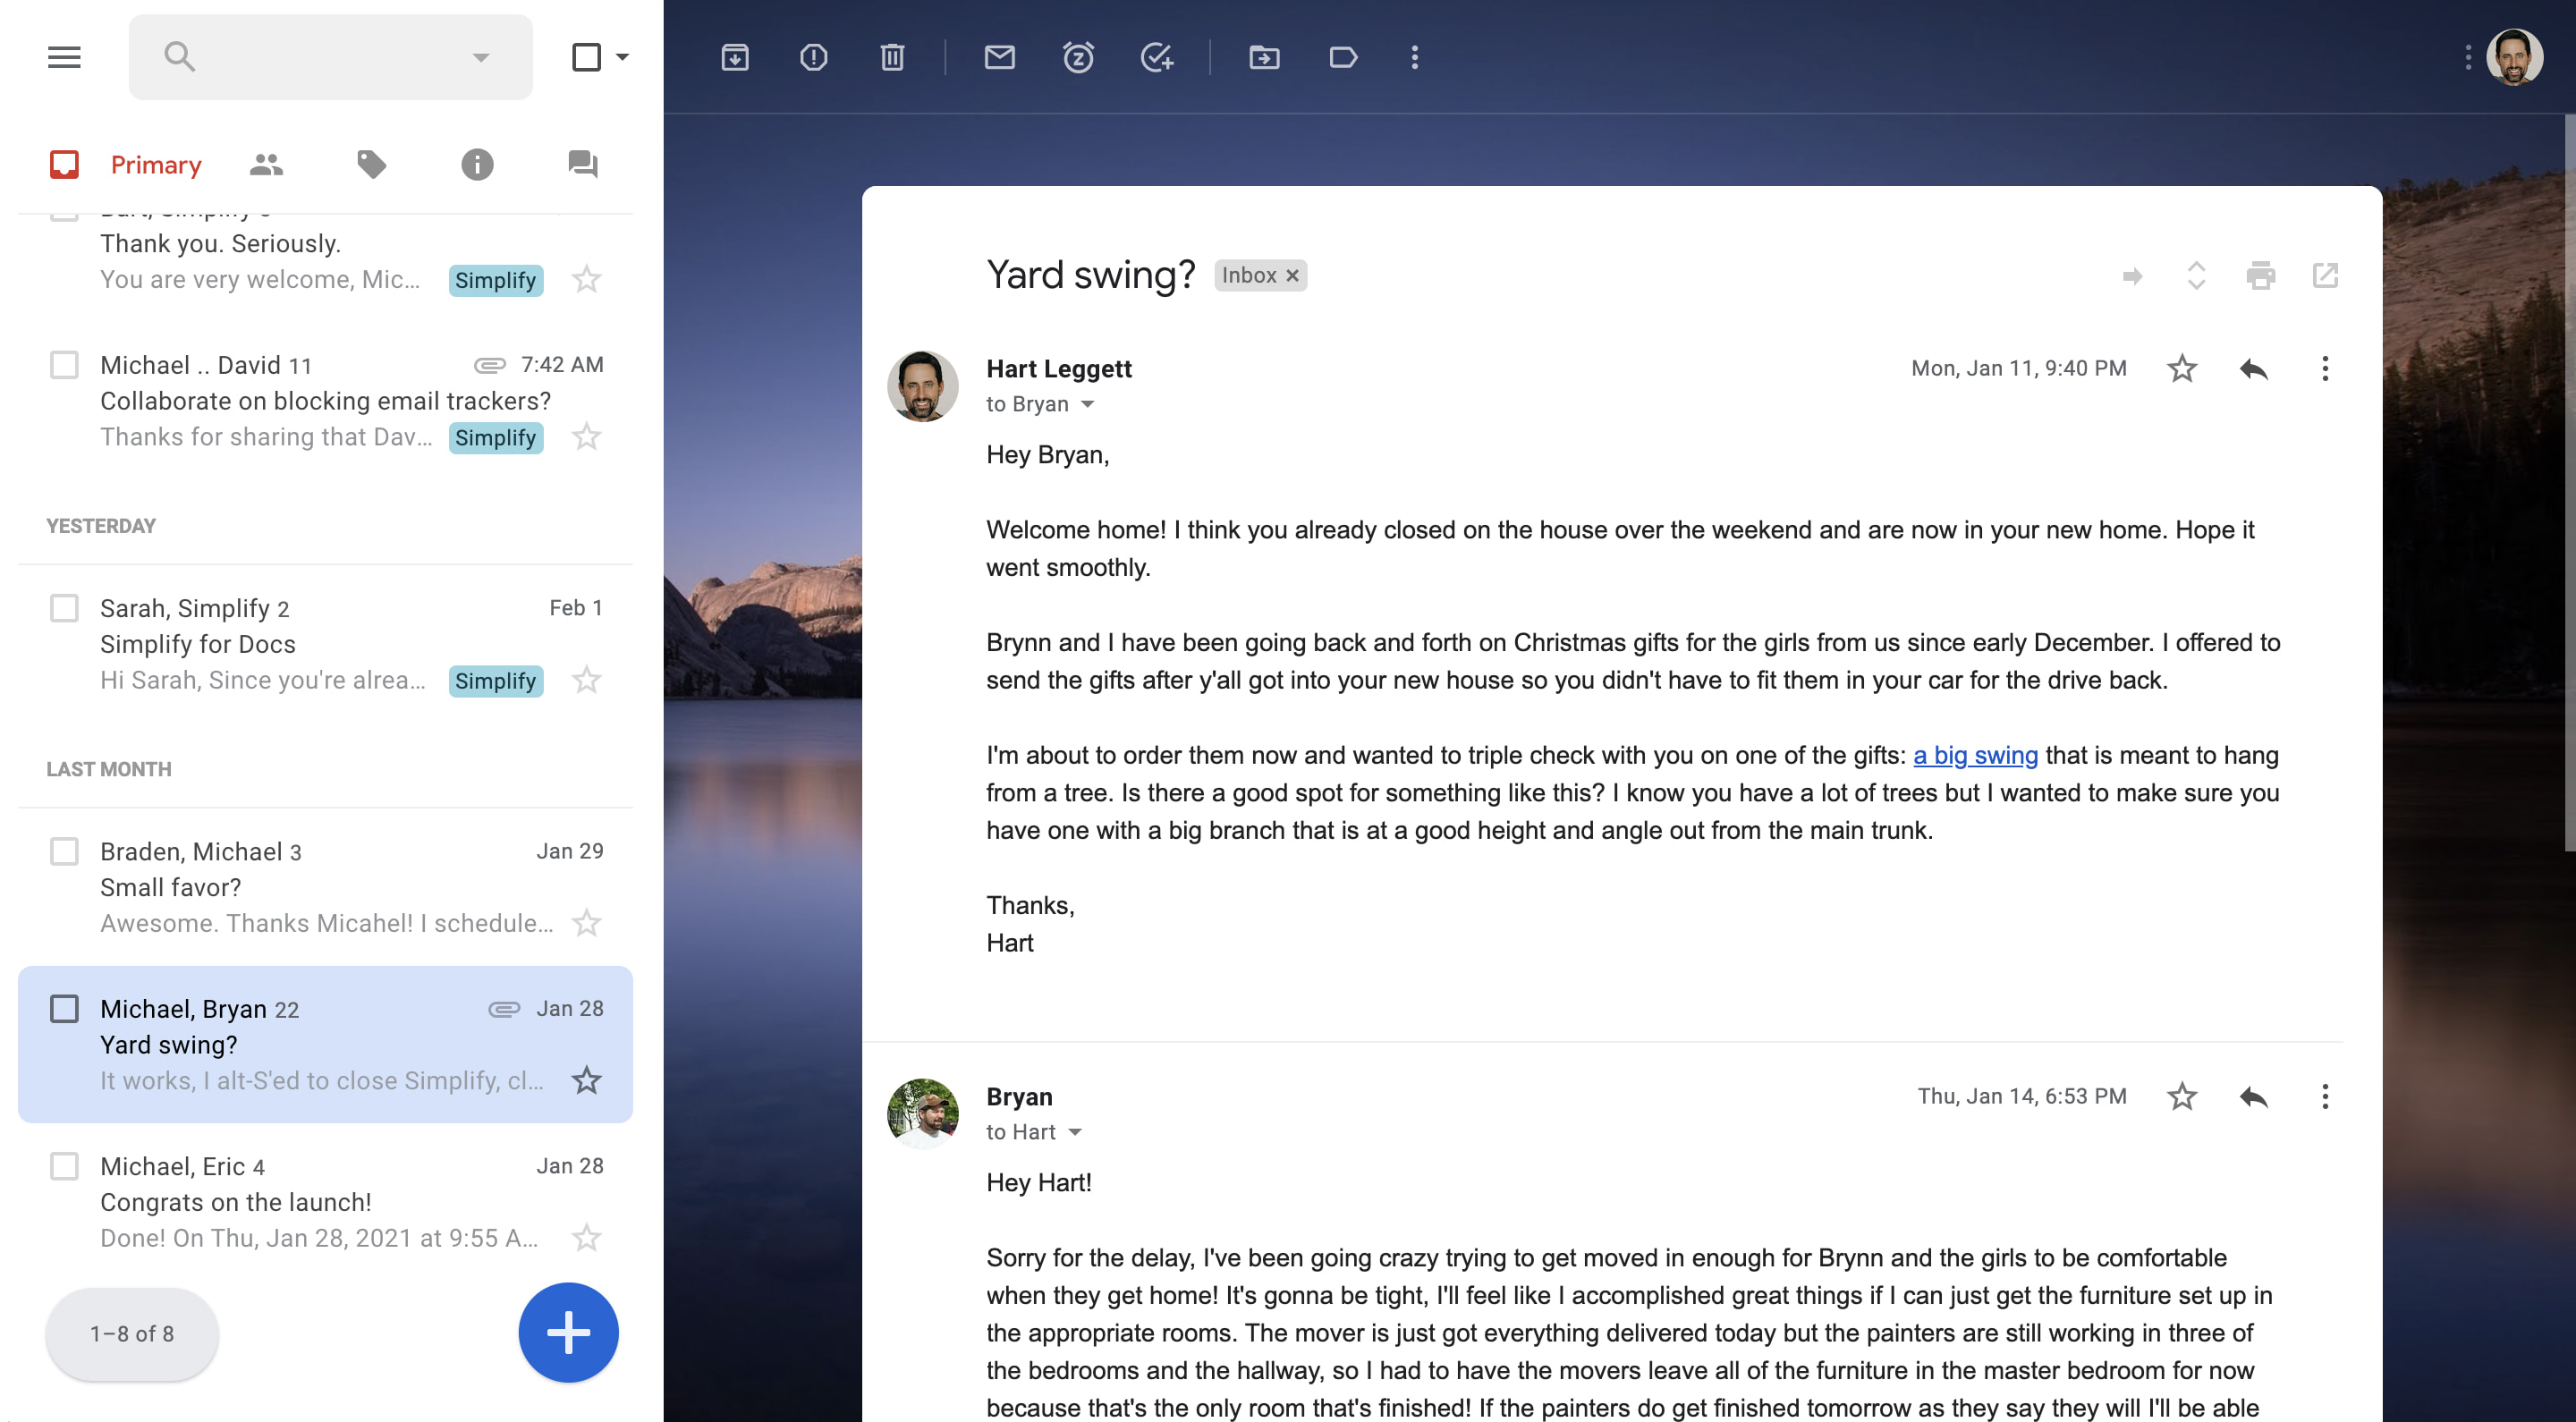 Primary
Thank you. Seriously.
You are very welcome, Mic... Simplify
Michael .. David 11 7:42 AM
Collaborate on blocking email trackers?
Thanks for sharing that Dav... Simplify
YESTERDAY
Sarah, Simplify 2 Feb 1
Simplify for Docs
Hi Sarah, Since you're alrea... Simplify
LAST MONTH
Braden, Michael 3 Jan 29
Small favor?
Awesome. Thanks Micahel! I schedule...
Michael, Bryan 22 Jan 28
Yard swing?
It works, I alt-S'ed to close Simplify, cl...
Michael, Eric 4 Jan 28
Congrats on the launch!
Done! On Thu, Jan 28, 2021 at 9:55 A...
1–8 of 8
Yard swing? Inbox ×
Hart Leggett Mon, Jan 11, 9:40 PM
to Bryan
Hey Bryan,
Welcome home! I think you already closed on the house over the weekend and are now in your new home. Hope it
went smoothly.
Brynn and I have been going back and forth on Christmas gifts for the girls from us since early December. I offered to
send the gifts after y'all got into your new house so you didn't have to fit them in your car for the drive back.
I'm about to order them now and wanted to triple check with you on one of the gifts: a big swing that is meant to hang
from a tree. Is there a good spot for something like this? I know you have a lot of trees but I wanted to make sure you
have one with a big branch that is at a good height and angle out from the main trunk.
Thanks,
Hart
Bryan Thu, Jan 14, 6:53 PM
to Hart
Hey Hart!
Sorry for the delay, I've been going crazy trying to get moved in enough for Brynn and the girls to be comfortable
when they get home! It's gonna be tight, I'll feel like I accomplished great things if I can just get the furniture set up in
the appropriate rooms. The mover is just got everything delivered today but the painters are still working in three of
the bedrooms and the hallway, so I had to have the movers leave all of the furniture in the master bedroom for now
because that's the only room that's finished! If the painters do get finished tomorrow as they say they will I'll be able